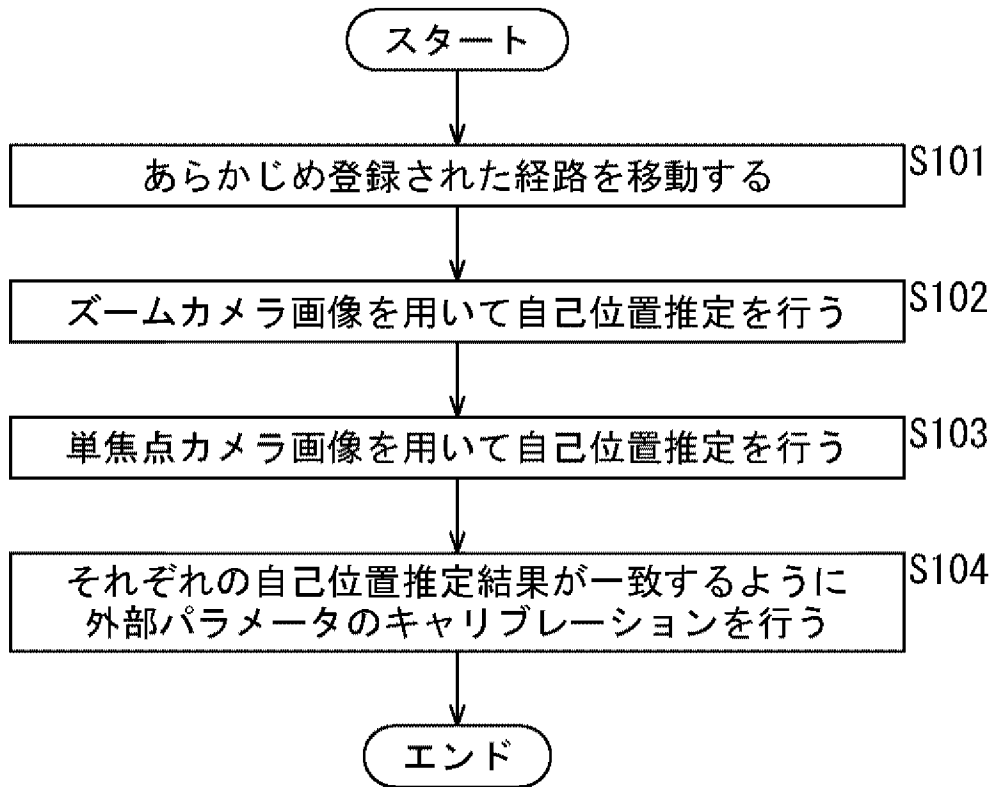 スタート
あらかじめ登録された経路を移動する
S101
ズームカメラ画像を用いて自己位置推定を行う
S102
単焦点カメラ画像を用いて自己位置推定を行う
S103
それぞれの自己位置推定結果が一致するように
外部パラメータのキャリブレーションを行う
S104
エンド